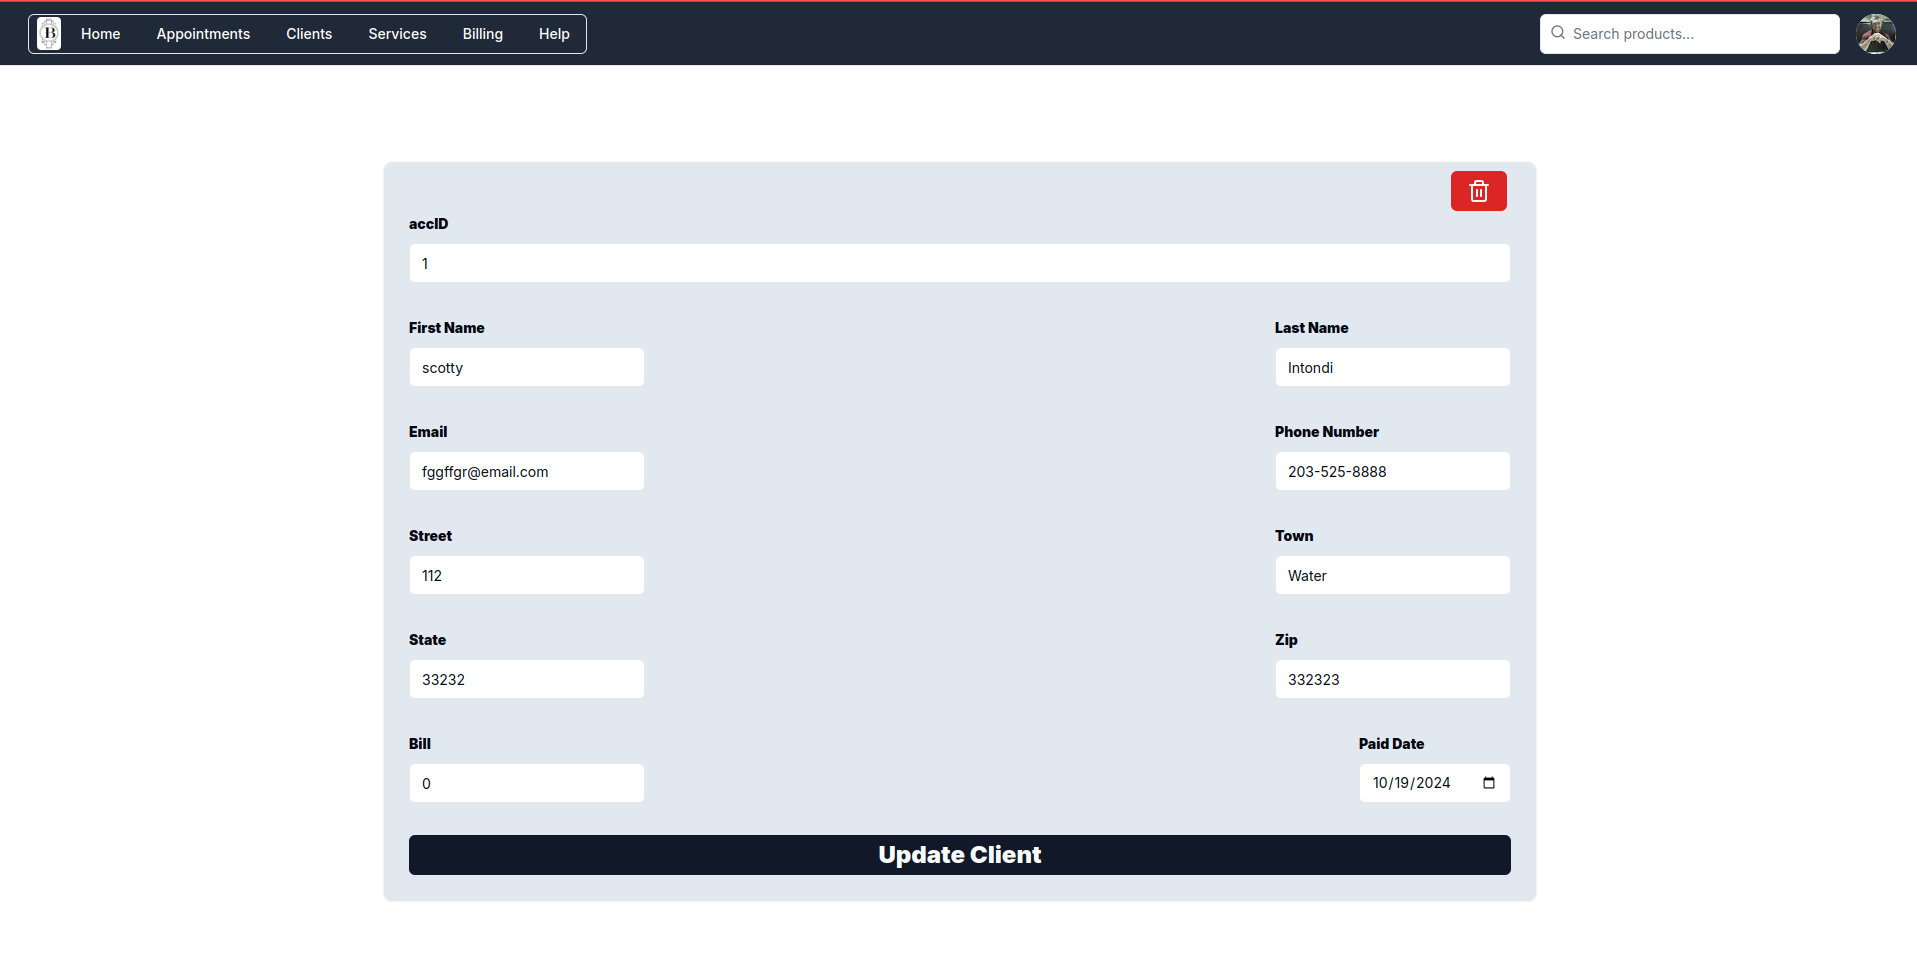 B Home Appointments Clients Services Billing Help Search products...
accID
1
First Name Last Name
scotty Intondi
Email Phone Number
fggffgr@email.com 203-525-8888
Street Town
112 Water
State Zip
33232 332323
Bill Paid Date
0 10/19/2024
Update Client